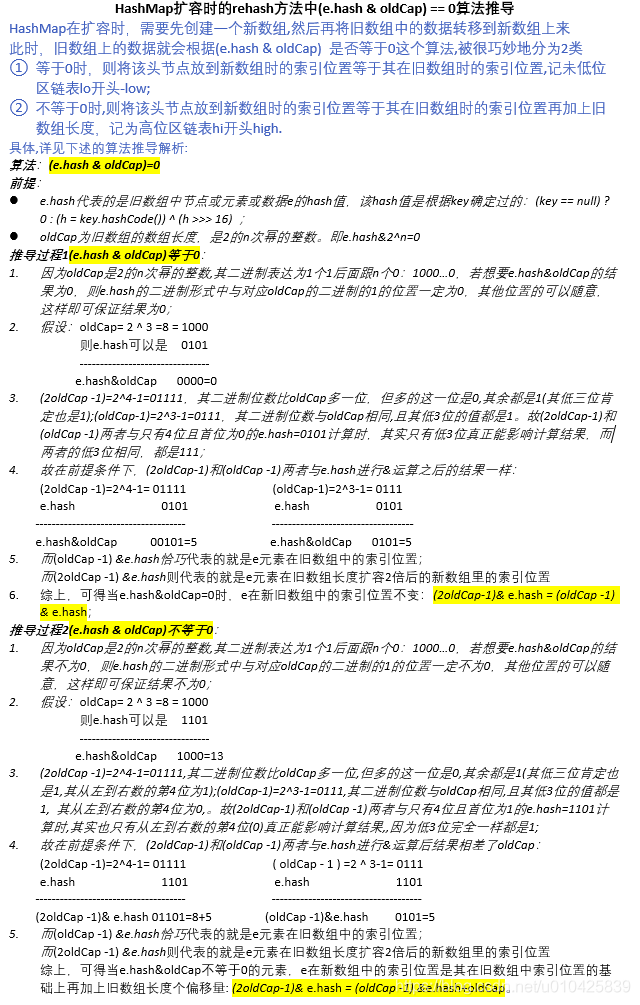 HashMap扩容时的rehash方法中(e.hash & oldCap) == 0算法推导
HashMap在扩容时，需要先创建一个新数组,然后再将旧数组中的数据转移到新数组上来
此时，旧数组上的数据就会根据(e.hash & oldCap) 是否等于0这个算法,被很巧妙地分为2类
① 等于0时，则将该头节点放到新数组时的索引位置等于其在旧数组时的索引位置,记未低位
区链表lo开头-low;
② 不等于0时,则将该头节点放到新数组时的索引位置等于其在旧数组时的索引位置再加上旧
数组长度，记为高位区链表hi开头high.
具体,详见下述的算法推导解析:
算法：(e.hash & oldCap)=0
前提：
● e.hash代表的是旧数组中节点或元素或数据e的hash值，该hash值是根据key确定过的：(key == null) ?
0 : (h = key.hashCode()) ^ (h >>> 16) ；
● oldCap为旧数组的数组长度，是2的n次幂的整数。即e.hash&2^n=0
推导过程1(e.hash & oldCap)等于0：
1. 因为oldCap是2的n次幂的整数,其二进制表达为1个1后面跟n个0：1000…0，若想要e.hash&oldCap的结
果为0，则e.hash的二进制形式中与对应oldCap的二进制的1的位置一定为0，其他位置的可以随意，
这样即可保证结果为0；
2. 假设：oldCap= 2 ^ 3 =8 = 1000
则e.hash可以是 0101
--------------------------------
e.hash&oldCap 0000=0
3. (2oldCap -1)=2^4-1=01111，其二进制位数比oldCap多一位，但多的这一位是0,其余都是1(其低三位肯
定也是1);(oldCap-1)=2^3-1=0111，其二进制位数与oldCap相同,且其低3位的值都是1。故(2oldCap-1)和
(oldCap -1)两者与只有4位且首位为0的e.hash=0101计算时，其实只有低3位真正能影响计算结果，而
两者的低3位相同，都是111；
4. 故在前提条件下，(2oldCap-1)和(oldCap -1)两者与e.hash进行&运算之后的结果一样：
(2oldCap -1)=2^4-1= 01111 (oldCap-1)=2^3-1= 0111
e.hash 0101 e.hash 0101
------------------------------------- -----------------------------------
e.hash&oldCap 00101=5 e.hash&oldCap 0101=5
5. 而(oldCap -1) &e.hash恰巧代表的就是e元素在旧数组中的索引位置；
而(2oldCap -1) &e.hash则代表的就是e元素在旧数组长度扩容2倍后的新数组里的索引位置
6. 综上，可得当e.hash&oldCap=0时，e在新旧数组中的索引位置不变：(2oldCap-1)& e.hash = (oldCap -1)
& e.hash；
推导过程2(e.hash & oldCap)不等于0：
1. 因为oldCap是2的n次幂的整数,其二进制表达为1个1后面跟n个0：1000…0，若想要e.hash&oldCap的结
果不为0，则e.hash的二进制形式中与对应oldCap的二进制的1的位置一定不为0，其他位置的可以随
意，这样即可保证结果不为0；
2. 假设：oldCap= 2 ^ 3 =8 = 1000
则e.hash可以是 1101
--------------------------------
e.hash&oldCap 1000=13
3. (2oldCap -1)=2^4-1=01111,其二进制位数比oldCap多一位,但多的这一位是0,其余都是1(其低三位肯定也
是1,其从左到右数的第4位为1);(oldCap-1)=2^3-1=0111,其二进制位数与oldCap相同,且其低3位的值都是
1，其从左到右数的第4位为0,。故(2oldCap-1)和(oldCap -1)两者与只有4位且首位为1的e.hash=1101计
算时,其实也只有从左到右数的第4位(0)真正能影响计算结果,,因为低3位完全一样都是1;
4. 故在前提条件下，(2oldCap-1)和(oldCap -1)两者与e.hash进行&运算后结果相差了oldCap：
(2oldCap -1)=2^4-1= 01111 ( oldCap - 1 ) =2 ^ 3-1= 0111
e.hash 1101 e.hash 1101
------------------------------------- -------------------------------------
(2oldCap -1)& e.hash 01101=8+5 (oldCap -1)&e.hash 0101=5
5. 而(oldCap -1) &e.hash恰巧代表的就是e元素在旧数组中的索引位置；
而(2oldCap -1) &e.hash则代表的就是e元素在旧数组长度扩容2倍后的新数组里的索引位置
综上，可得当e.hash&oldCap不等于0的元素，e在新数组中的索引位置是其在旧数组中索引位置的基
础上再加上旧数组长度个偏移量: (2oldCap-1)& e.hash = (oldCap -1) &e.hash+oldCap。